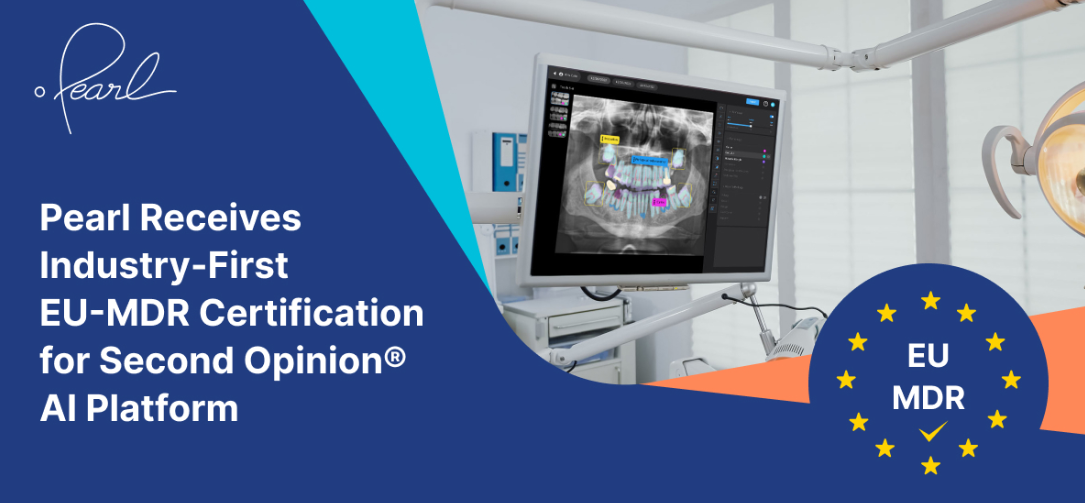 Pearl
Pearl Receives
Industry-First
EU-MDR Certification
for Second Opinion®
AI Platform
EU
MDR